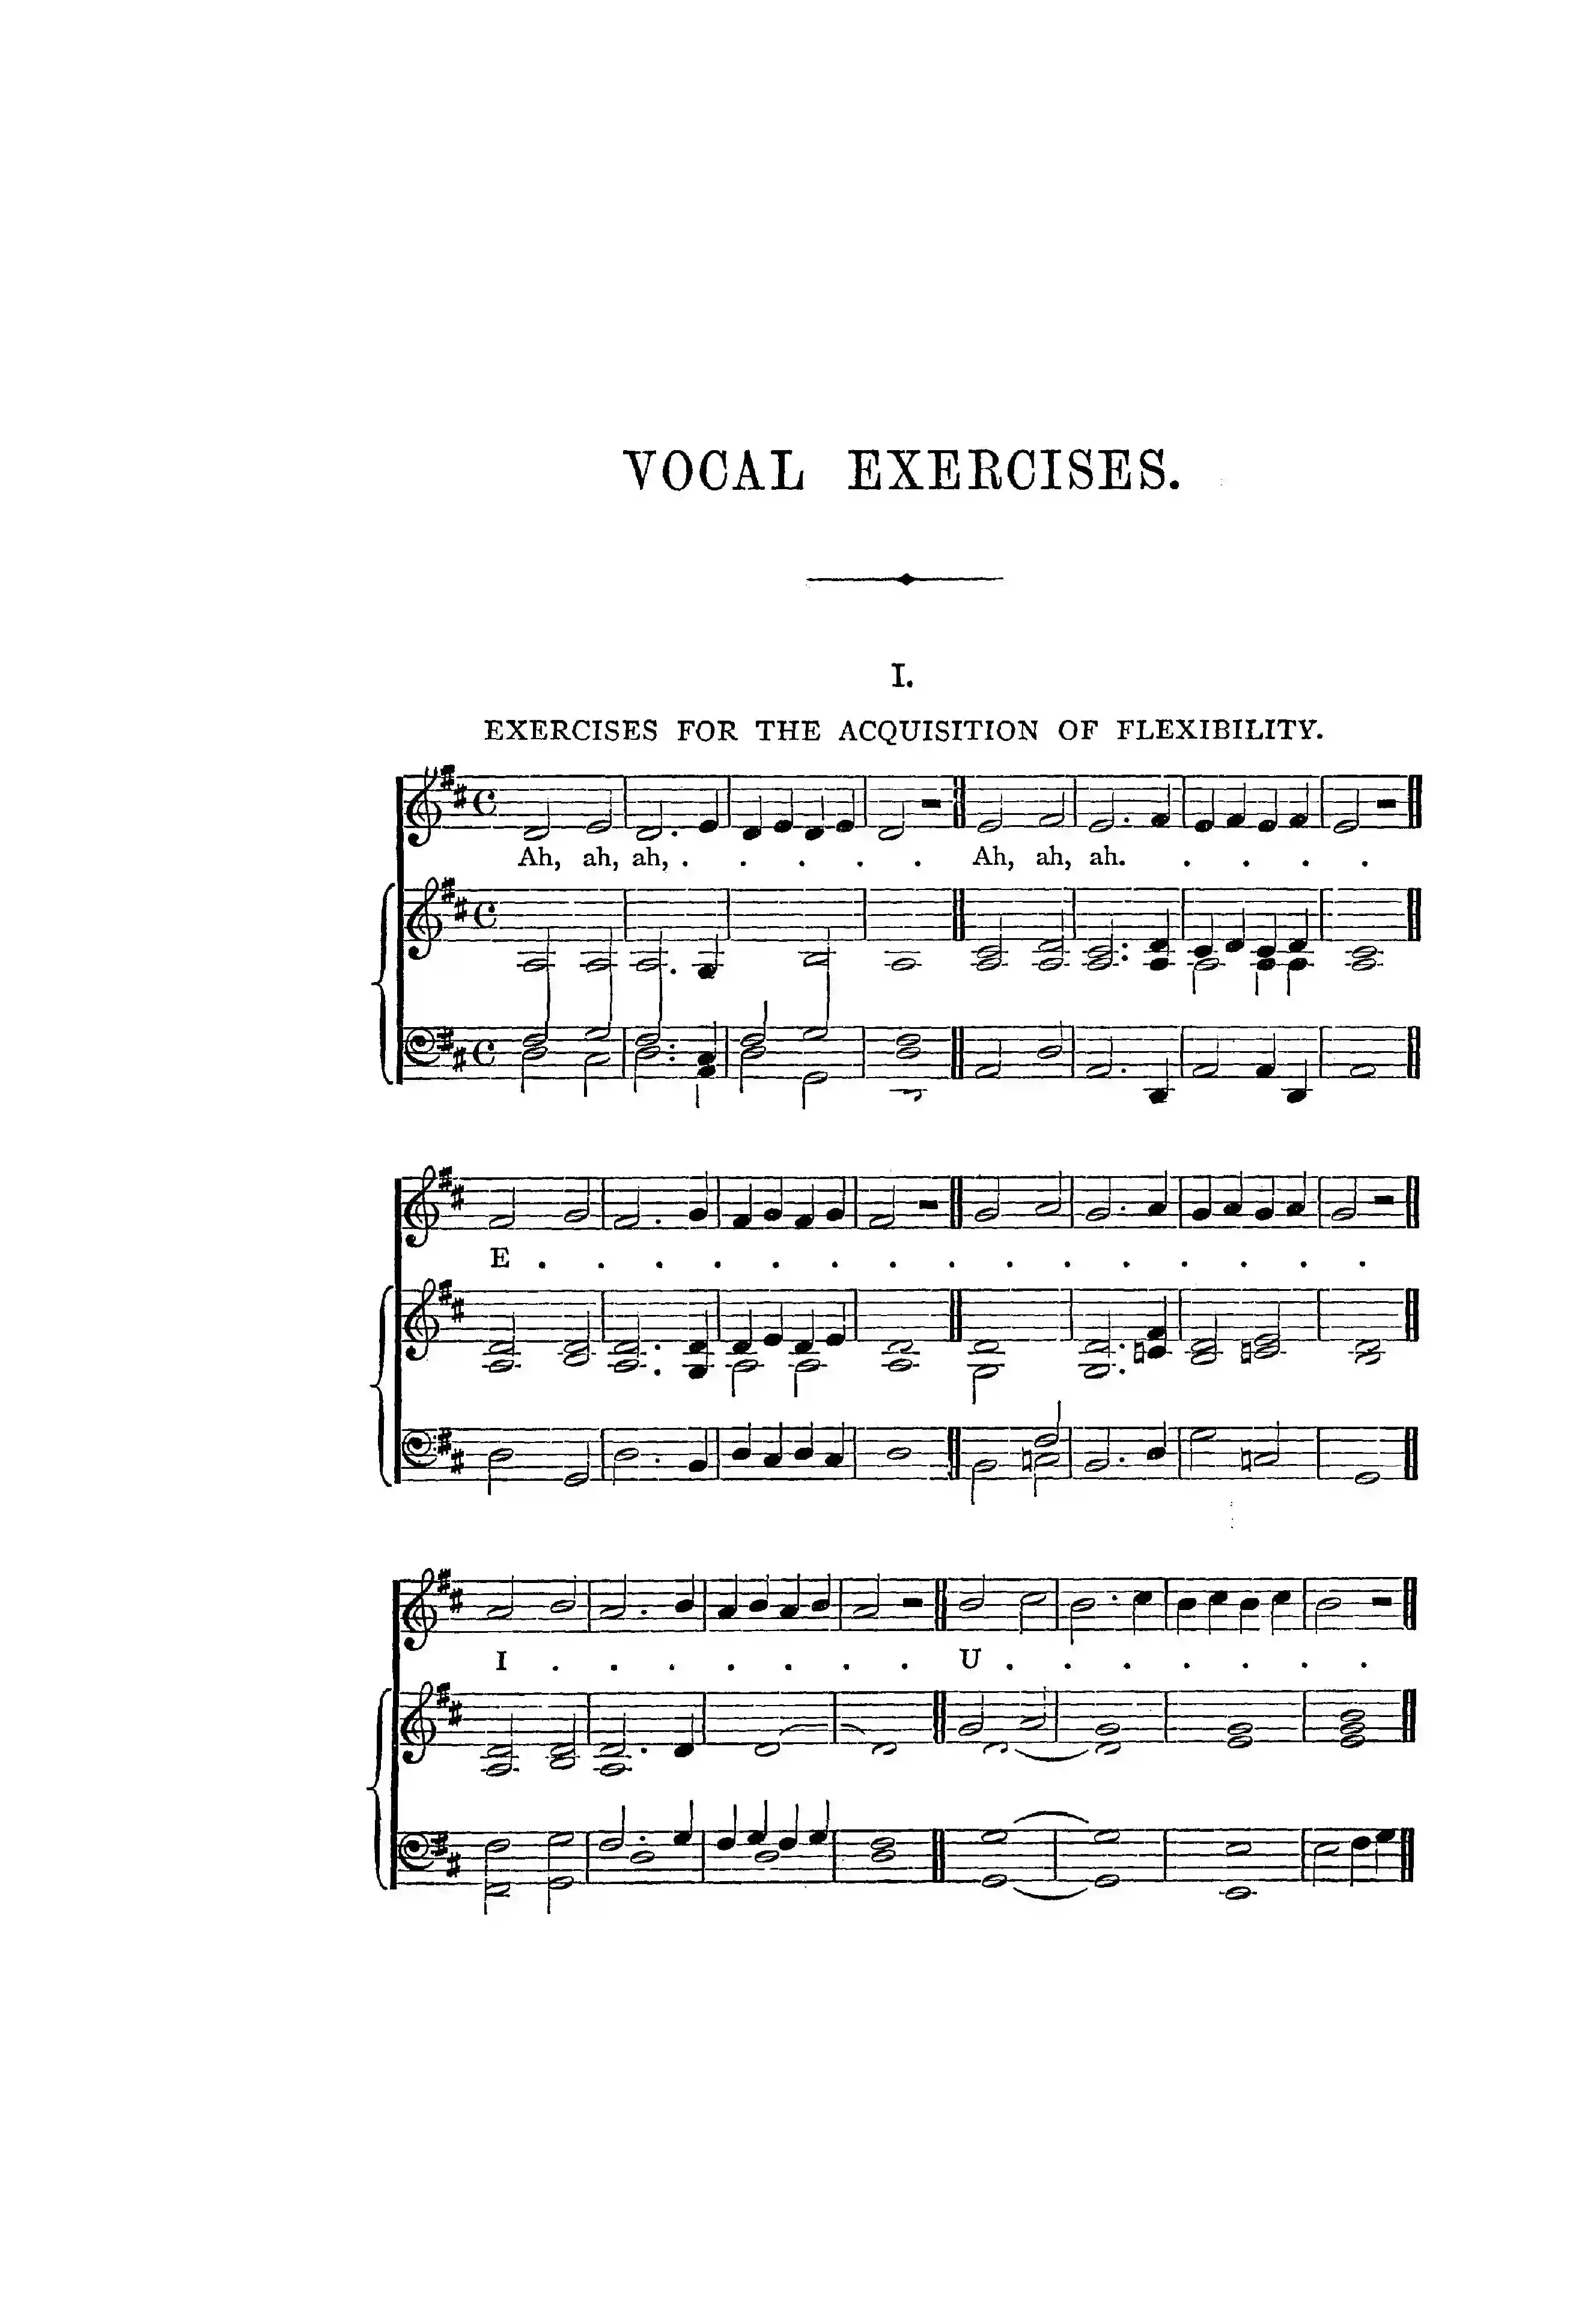 VOCAL EXERCISES.
I.
EXERCISES FOR THE ACQUISITION OF FLEXIBILITY.
Ah, ah, ah, . . . . . Ah, ah, ah. . . . .
E . . . . . . . . . . . . . . .
I . . . . . . . U . . . . . . .